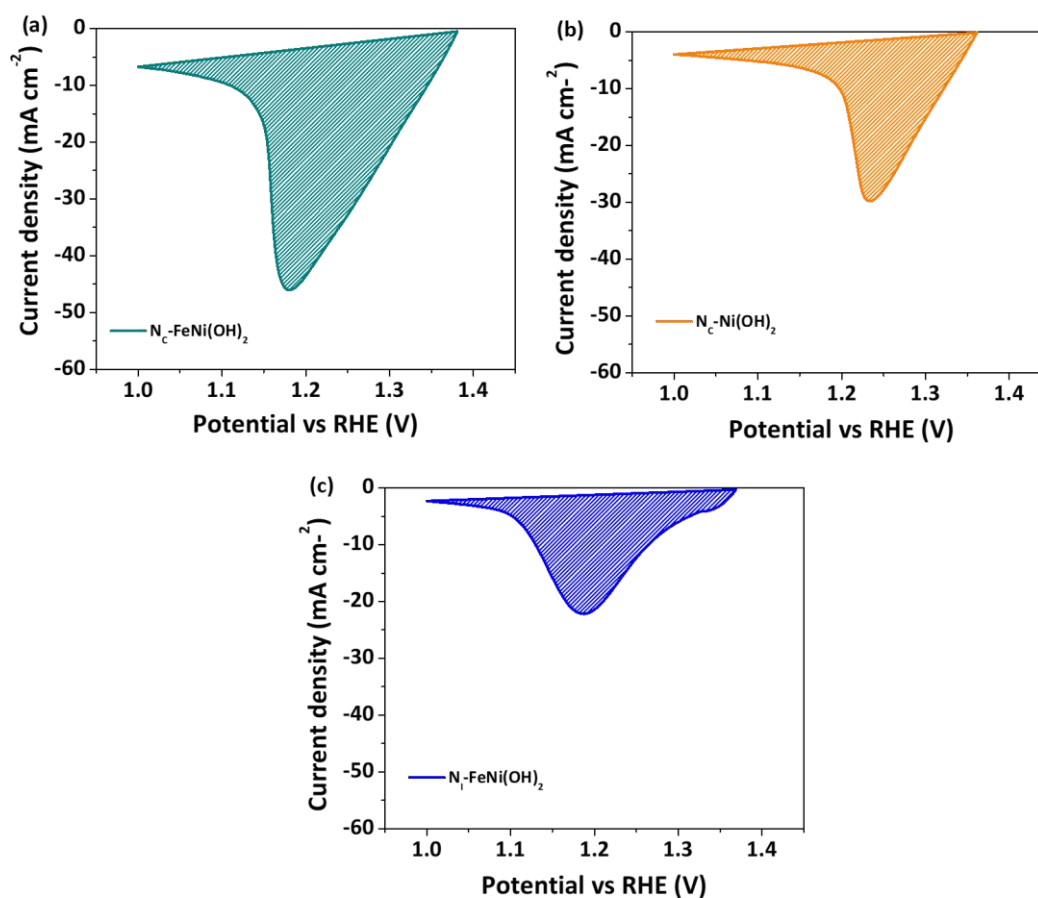 (a)
0
-10
-20
-30
-40
-50
-60
Current density (mA cm⁻²)
N_C-FeNi(OH)₂
1.0 1.1 1.2 1.3 1.4
Potential vs RHE (V)
(b)
0
-10
-20
-30
-40
-50
-60
Current density (mA cm-²)
N_C-Ni(OH)₂
1.0 1.1 1.2 1.3 1.4
Potential vs RHE (V)
(c)
0
-10
-20
-30
-40
-50
-60
Current density (mA cm-²)
N_I-FeNi(OH)₂
1.0 1.1 1.2 1.3 1.4
Potential vs RHE (V)